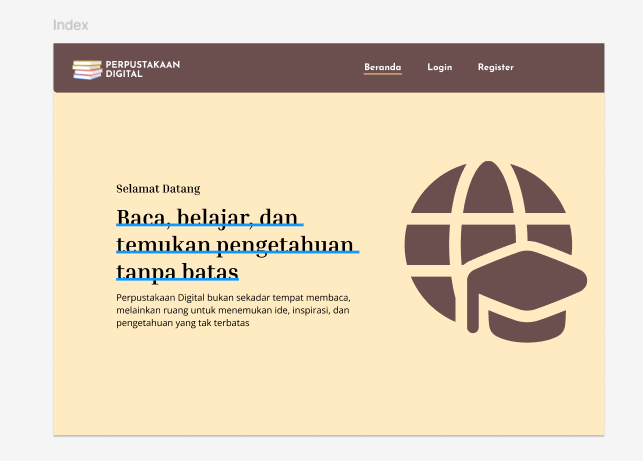 Index
PERPUSTAKAAN
DIGITAL
Beranda
Login
Register
Selamat Datang
Baca, belajar, dan
temukan pengetahuan
tanpa batas
Perpustakaan Digital bukan sekadar tempat membaca,
melainkan ruang untuk menemukan ide, inspirasi, dan
pengetahuan yang tak terbatas